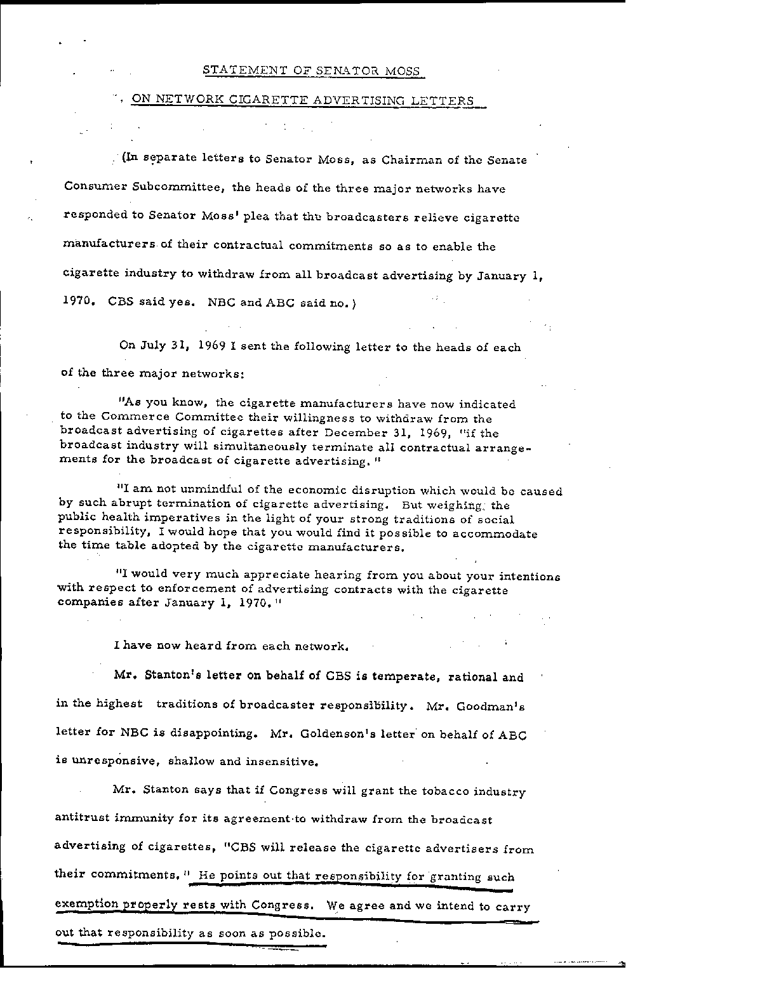 STATEMENT OF SENATOR MOSS
ON NETWORK CIGARETTE ADVERTISING LETTERS
(In separate letters to Senator Moss, as Chairman of the Senate
Consumer Subcommittee, the heads of the three major networks have
responded to Senator Moss' plea that the broadcasters relieve cigarette
manufacturers of their contractual commitments so as to enable the
cigarette industry to withdraw from all broadcast advertising by January 1,
1970. CBS said yes. NBC and ABC said no.)
On July 31, 1969 I sent the following letter to the heads of each
of the three major networks:
"As you know, the cigarette manufacturers have now indicated
to the Commerce Committee their willingness to withdraw from the
broadcast advertising of cigarettes after December 31, 1969, "if the
broadcast industry will simultaneously terminate all contractual arrange-
ments for the broadcast of cigarette advertising."
"I am not unmindful of the economic disruption which would be caused
by such abrupt termination of cigarette advertising. But weighing the
public health imperatives in the light of your strong traditions of social
responsibility, I would hope that you would find it possible to accommodate
the time table adopted by the cigarette manufacturers.
"I would very much appreciate hearing from you about your intentions
with respect to enforcement of advertising contracts with the cigarette
companies after January 1, 1970."
I have now heard from each network.
Mr. Stanton's letter on behalf of CBS is temperate, rational and
in the highest traditions of broadcaster responsibility. Mr. Goodman's
letter for NBC is disappointing. Mr. Goldenson's letter on behalf of ABC
is unresponsive, shallow and insensitive.
Mr. Stanton says that if Congress will grant the tobacco industry
antitrust immunity for its agreement to withdraw from the broadcast
advertising of cigarettes, "CBS will release the cigarette advertisers from
their commitments." He points out that responsibility for granting such
exemption properly rests with Congress. We agree and we intend to carry
out that responsibility as soon as possible.